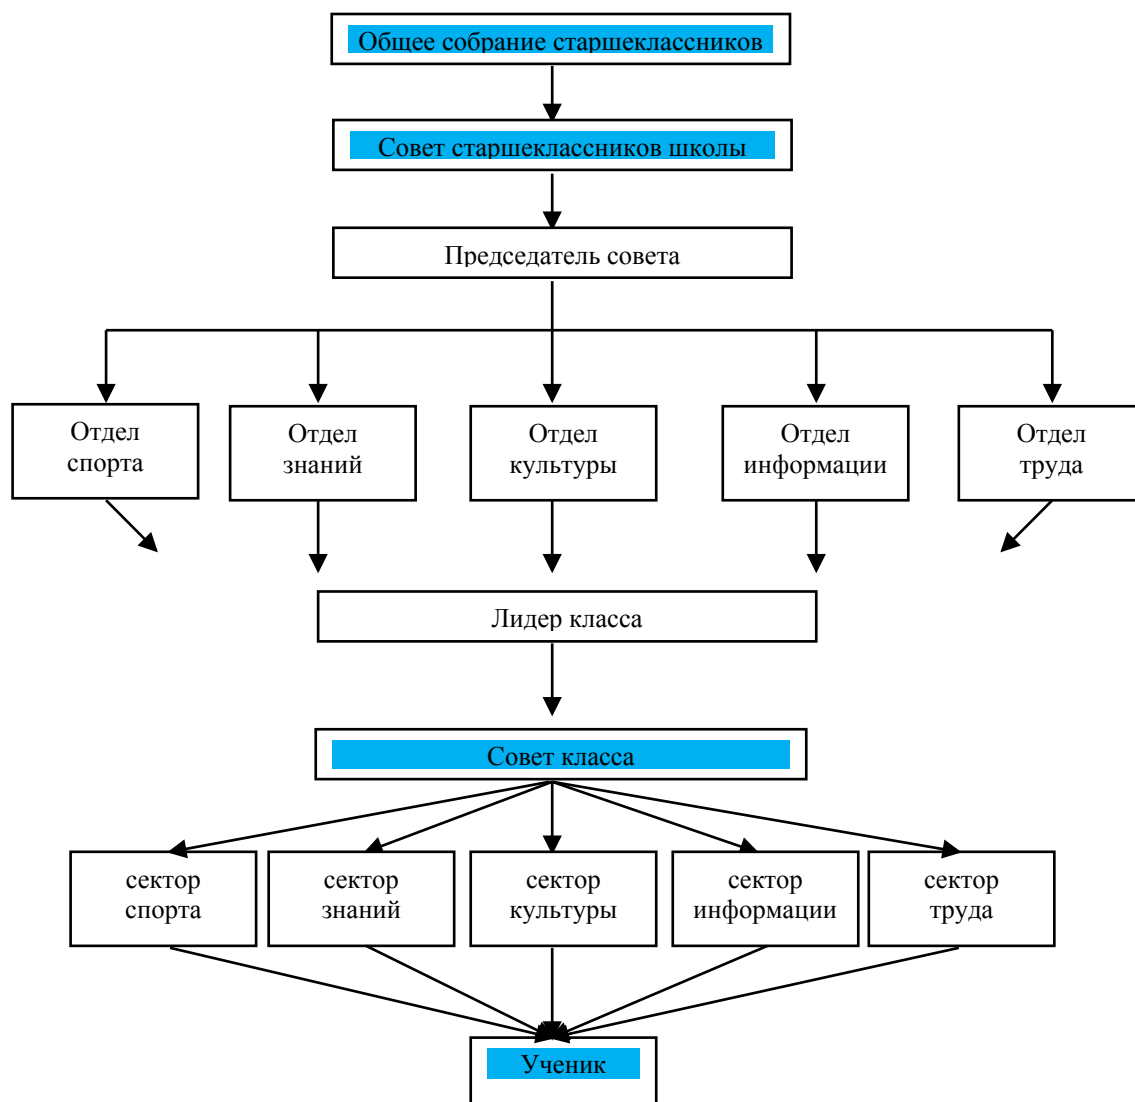 Общее собрание старшеклассников
Совет старшеклассников школы
Председатель совета
Отдел
спорта
Отдел
знаний
Отдел
культуры
Отдел
информации
Отдел
труда
Лидер класса
Совет класса
сектор
спорта
сектор
знаний
сектор
культуры
сектор
информации
сектор
труда
Ученик